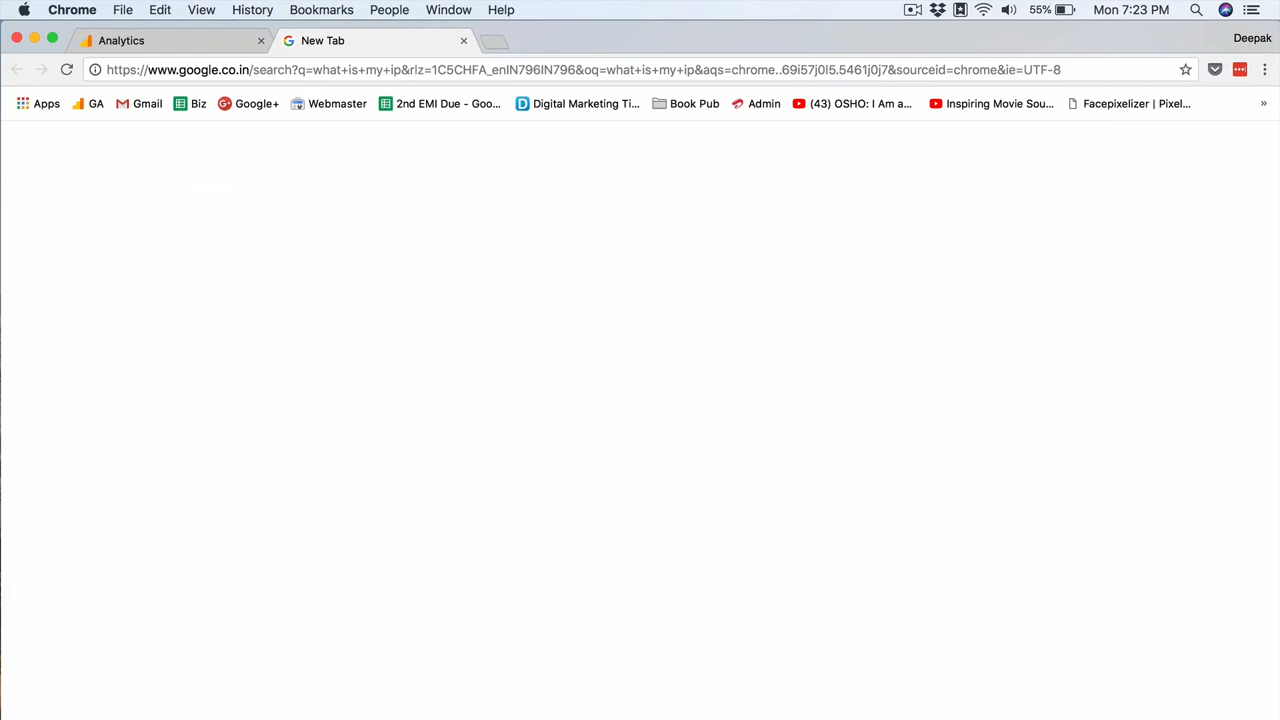 Chrome File Edit View History Bookmarks People Window Help 55% Mon 7:23 PM
Analytics New Tab Deepak
https://www.google.co.in/search?q=what+is+my+ip&rlz=1C5CHFA_enIN796IN796&oq=what+is+my+ip&aqs=chrome..69i57j0l5.5461j0j7&sourceid=chrome&ie=UTF-8
Apps GA Gmail Biz Google+ Webmaster 2nd EMI Due - Goo... Digital Marketing Ti... Book Pub Admin (43) OSHO: I Am a... Inspiring Movie Sou... Facepixelizer | Pixel... »